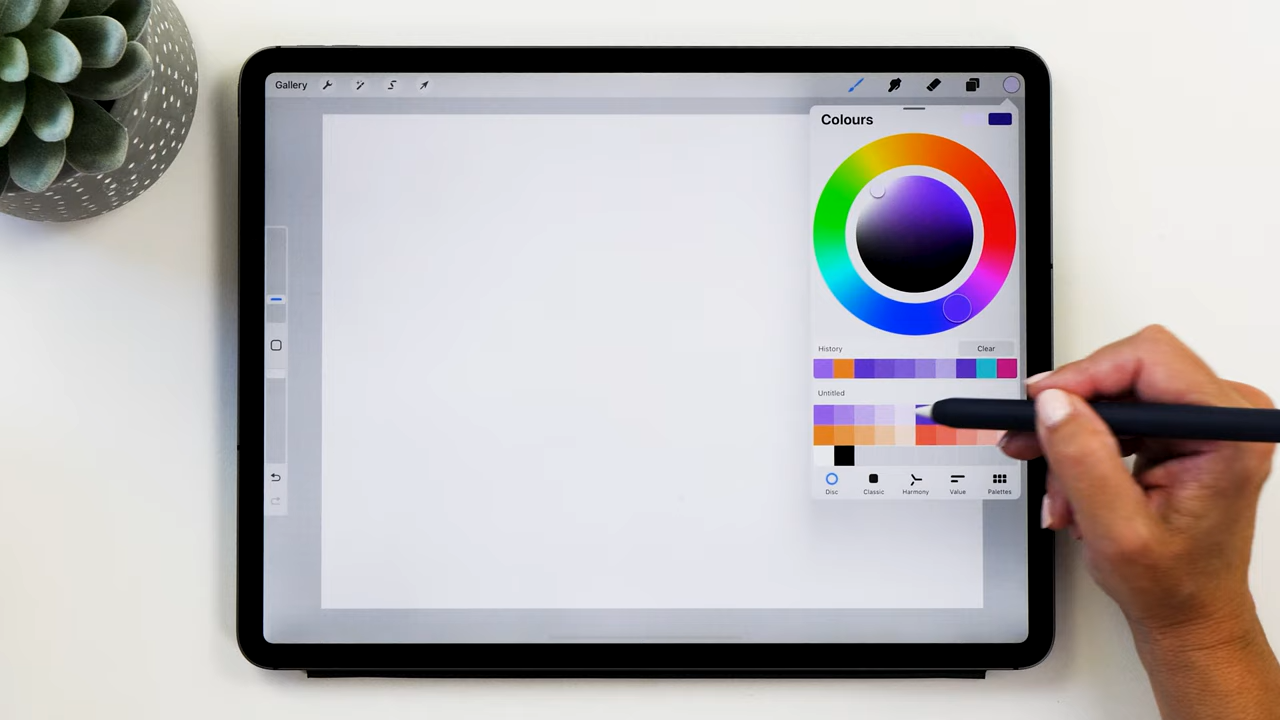 Gallery
Colours
History
Clear
Untitled
Disc
Classic
Harmony
Value
Palettes